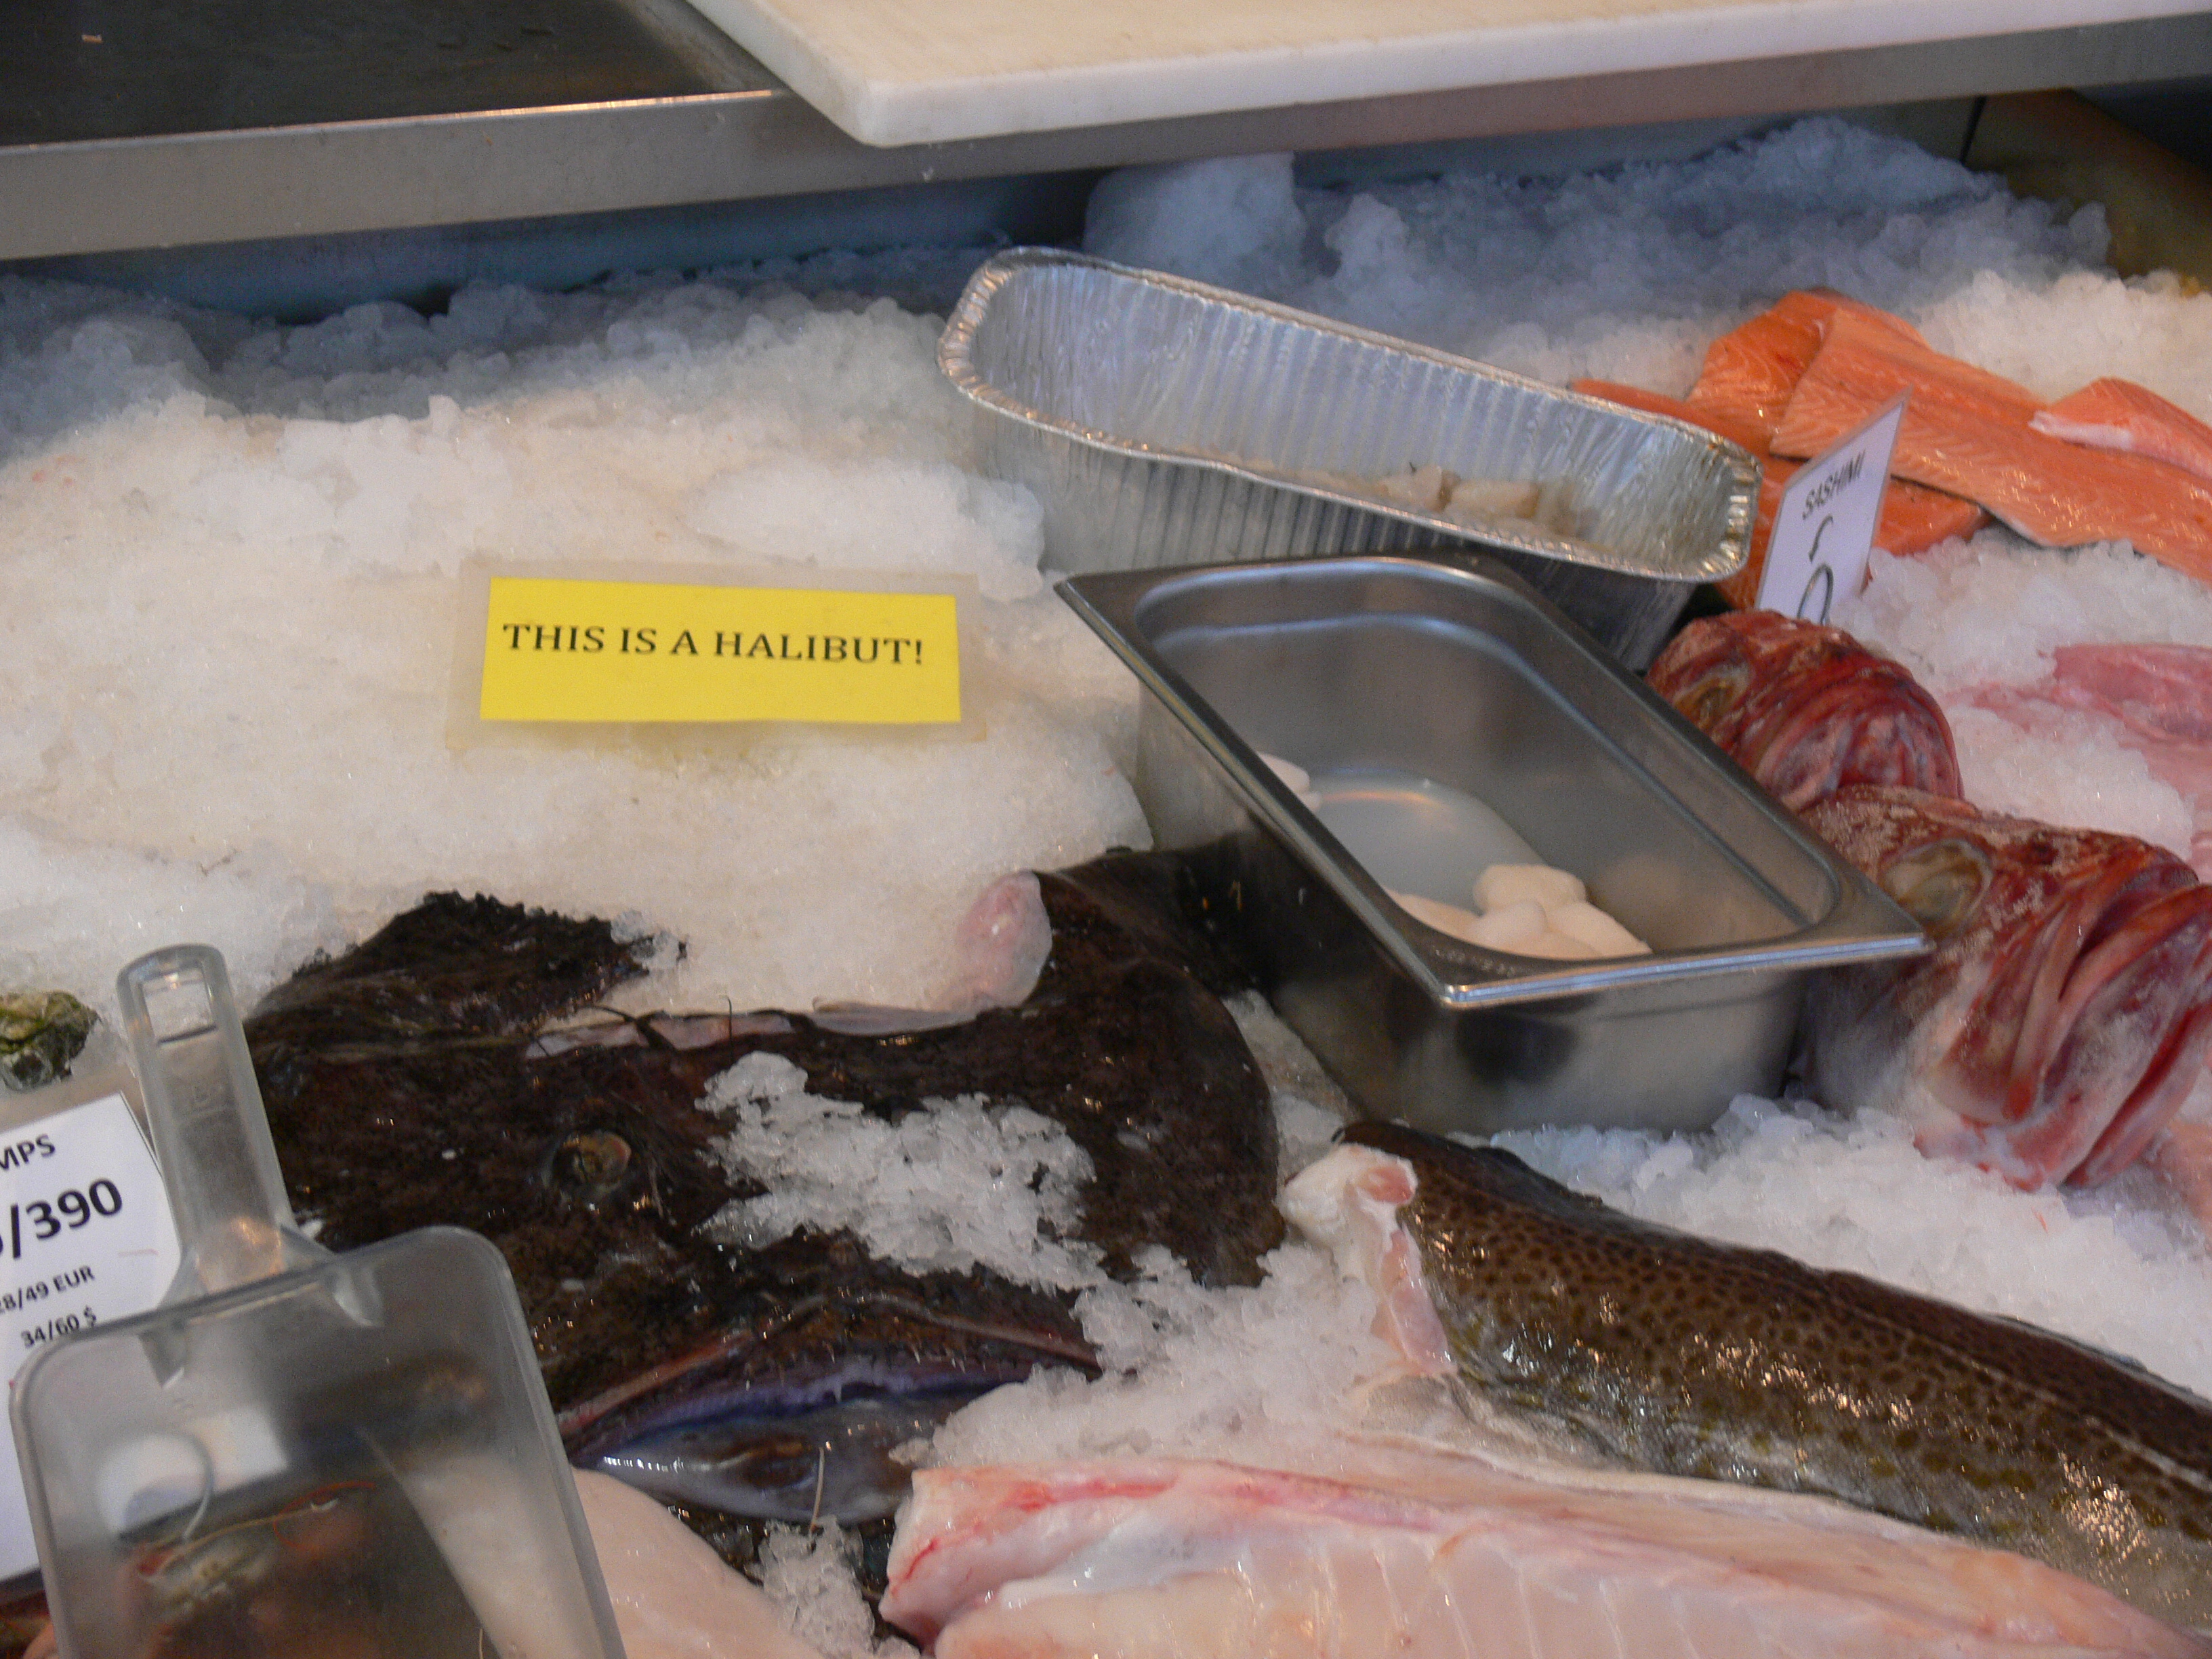 THIS IS A HALIBUT!
SASHIMI
MPS
/390
28/49 EUR
34/60 $